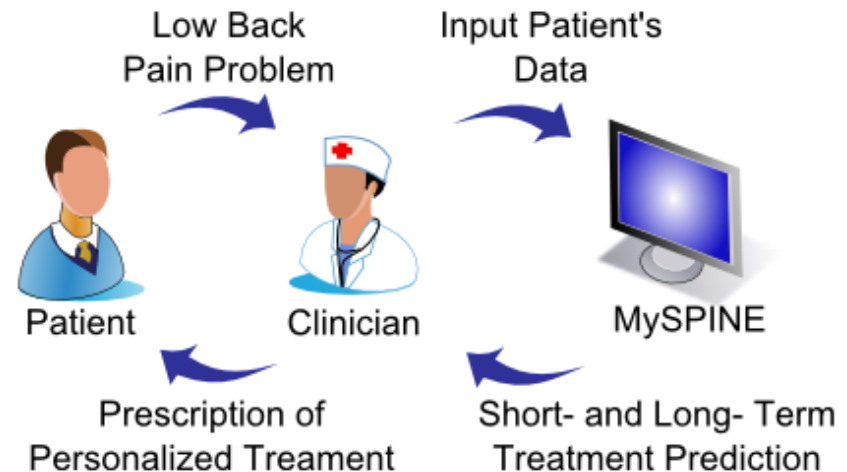 Low Back
Pain Problem
Input Patient's
Data
Patient
Clinician
MySPINE
Prescription of
Personalized Treament
Short- and Long- Term
Treatment Prediction